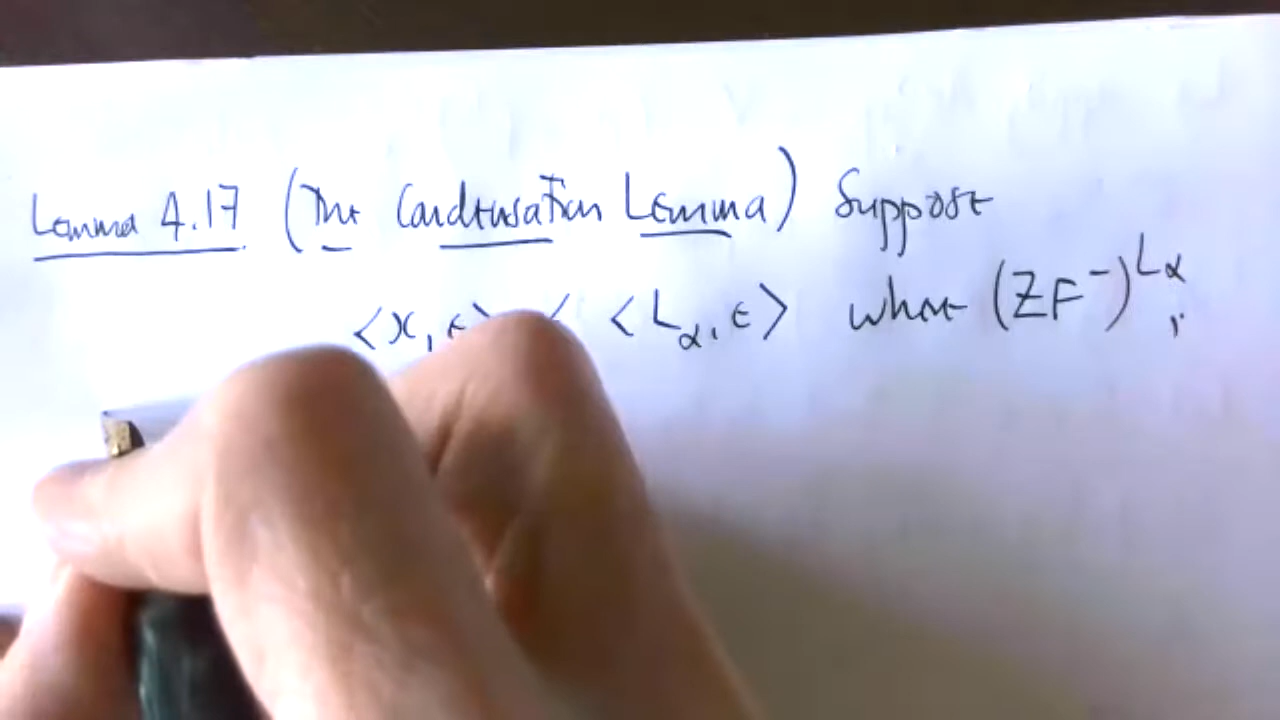 Lemma 4.17 (The Condensation Lemma) Suppose
<x, ∈> ≺ <L_α, ∈> where (ZF^-)^{L_α};